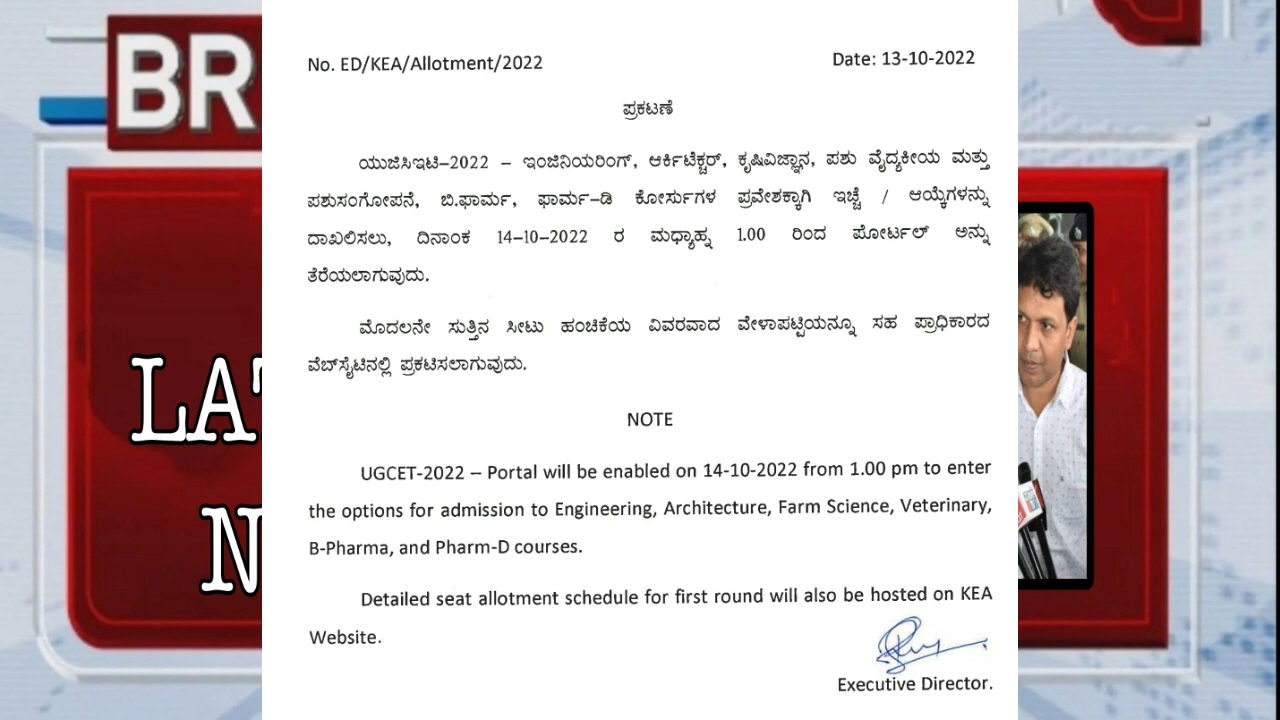 BR
LAT
N
No. ED/KEA/Allotment/2022
Date: 13-10-2022
ಪ್ರಕಟಣೆ
ಯುಜಿಸಿಇಟಿ–2022 – ಇಂಜಿನಿಯರಿಂಗ್, ಆರ್ಕಿಟೆಕ್ಚರ್, ಕೃಷಿವಿಜ್ಞಾನ, ಪಶು ವೈದ್ಯಕೀಯ ಮತ್ತು
ಪಶುಸಂಗೋಪನೆ, ಬಿ.ಫಾರ್ಮ, ಫಾರ್ಮ–ಡಿ ಕೋರ್ಸುಗಳ ಪ್ರವೇಶಕ್ಕಾಗಿ ಇಚ್ಛೆ / ಆಯ್ಕೆಗಳನ್ನು
ದಾಖಲಿಸಲು, ದಿನಾಂಕ 14–10–2022 ರ ಮಧ್ಯಾಹ್ನ 1.00 ರಿಂದ ಪೋರ್ಟಲ್ ಅನ್ನು
ತೆರೆಯಲಾಗುವುದು.
ಮೊದಲನೇ ಸುತ್ತಿನ ಸೀಟು ಹಂಚಿಕೆಯ ವಿವರವಾದ ವೇಳಾಪಟ್ಟಿಯನ್ನೂ ಸಹ ಪ್ರಾಧಿಕಾರದ
ವೆಬ್‌ಸೈಟಿನಲ್ಲಿ ಪ್ರಕಟಿಸಲಾಗುವುದು.
NOTE
UGCET-2022 – Portal will be enabled on 14-10-2022 from 1.00 pm to enter
the options for admission to Engineering, Architecture, Farm Science, Veterinary,
B-Pharma, and Pharm-D courses.
Detailed seat allotment schedule for first round will also be hosted on KEA
Website.
Executive Director.